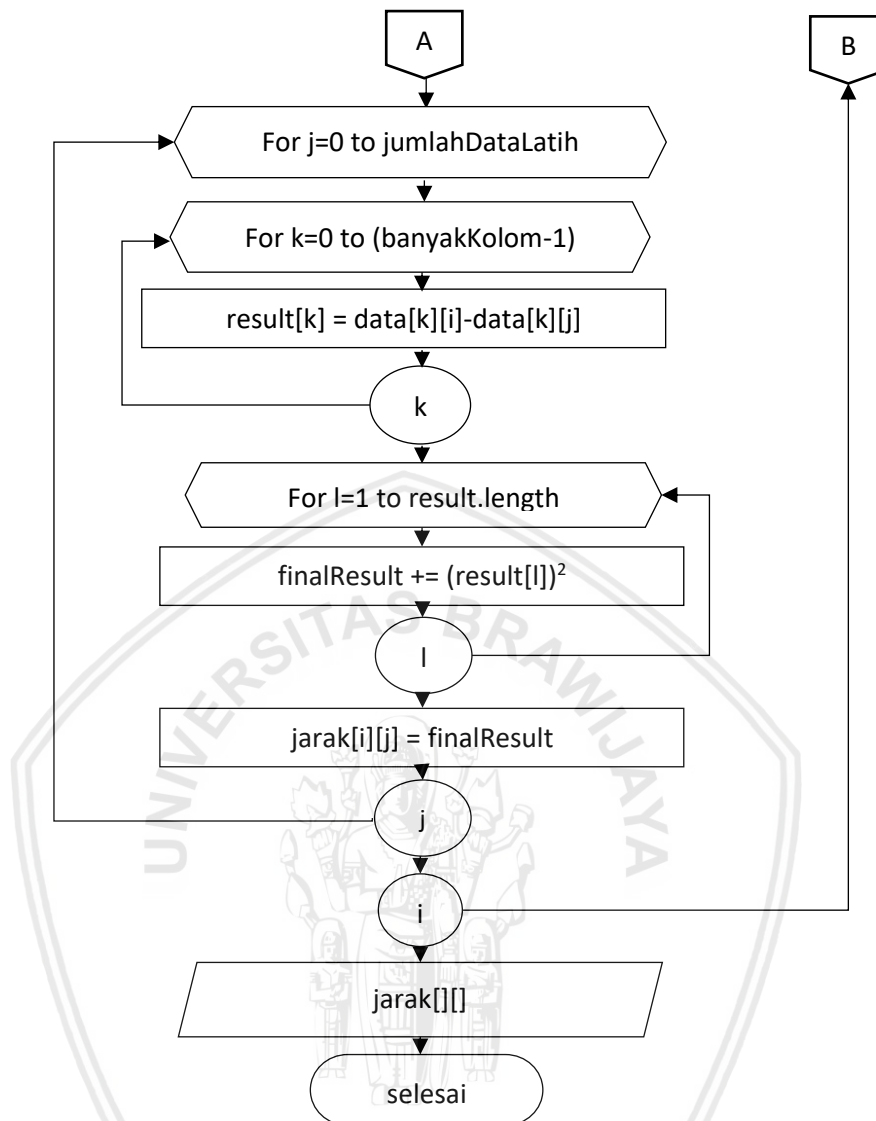 A
B
For j=0 to jumlahDataLatih
For k=0 to (banyakKolom-1)
result[k] = data[k][i]-data[k][j]
k
For l=1 to result.length
finalResult += (result[l])²
l
jarak[i][j] = finalResult
j
i
jarak[][]
selesai
UNIVERSITAS BRAWIJAYA